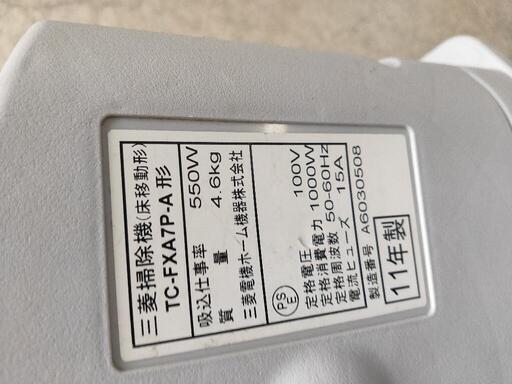 三菱掃除機(床移動形)
TC-FXA7P-A形
吸込仕事率 550W
質量 4.6kg
三菱電機ホーム機器株式会社
PS E
定格電圧 100V
定格消費電力 1000W
定格周波数 50-60Hz
電流ヒューズ 15A
製造番号 A6030508
11年製